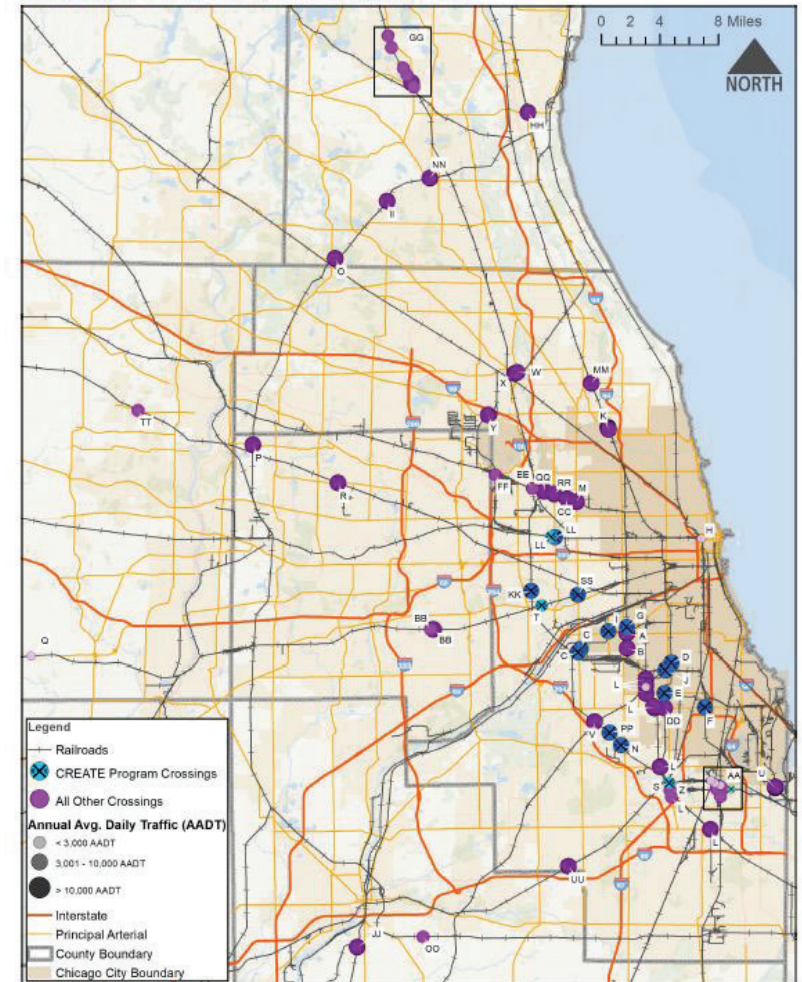 0 2 4 8 Miles
NORTH
GG
HH
NN
II
O
94
X
W
MM
90
Y
K
TT
P
R
EE
QQ
RR
M
FF
CC
LL
LL
H
KK
SS
T
BB
BB
Q
I
G
A
B
C
C
D
J
L
E
L
DD
F
V
PP
N
L
S
Z
AA
U
L
L
UU
JJ
OO
Legend
Railroads
CREATE Program Crossings
All Other Crossings
Annual Avg. Daily Traffic (AADT)
< 3,000 AADT
3,001 - 10,000 AADT
> 10,000 AADT
Interstate
Principal Arterial
County Boundary
Chicago City Boundary